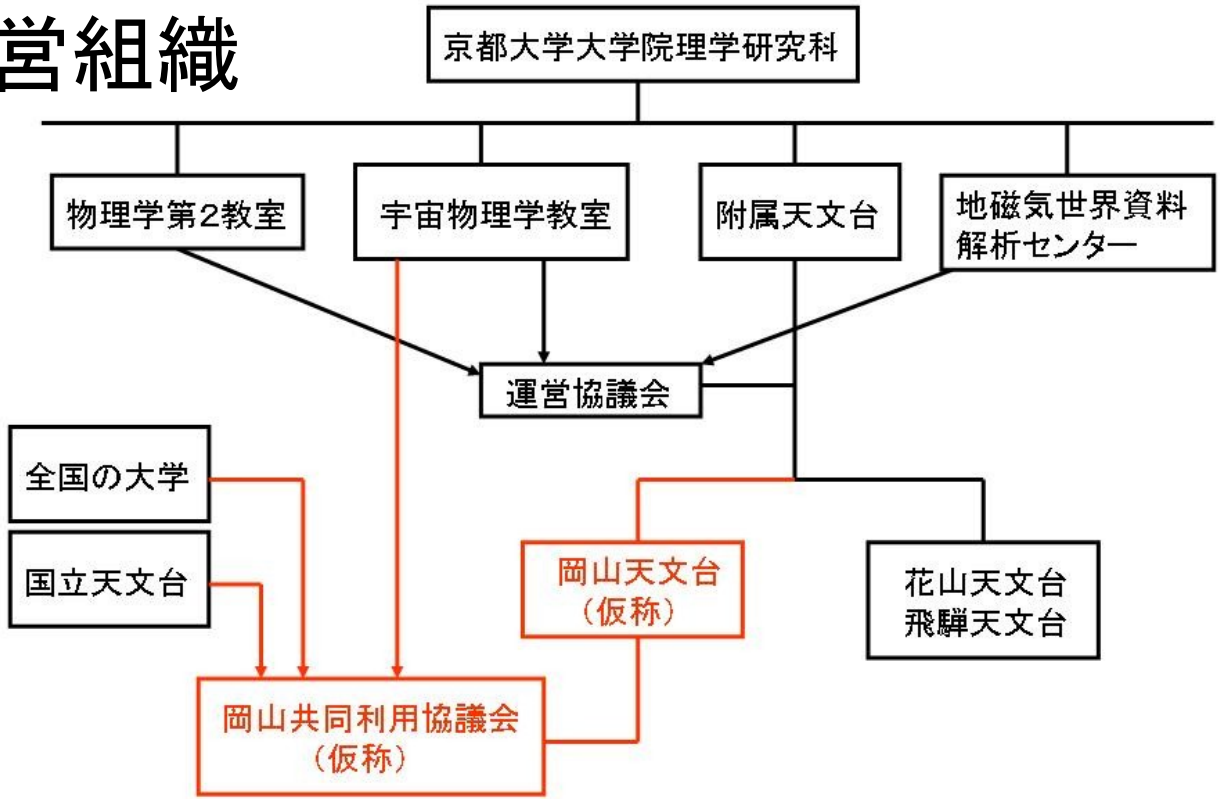 営組織
京都大学大学院理学研究科
物理学第2教室
宇宙物理学教室
附属天文台
地磁気世界資料
解析センター
運営協議会
全国の大学
国立天文台
岡山天文台
(仮称)
花山天文台
飛騨天文台
岡山共同利用協議会
(仮称)